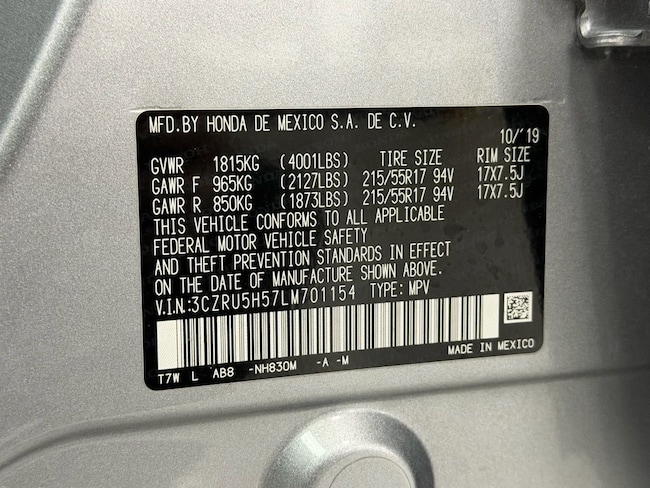 MFD.BY HONDA DE MEXICO S.A. DE C.V.
10/'19
GVWR 1815KG (4001LBS) TIRE SIZE RIM SIZE
GAWR F 965KG (2127LBS) 215/55R17 94V 17X7.5J
GAWR R 850KG (1873LBS) 215/55R17 94V 17X7.5J
THIS VEHICLE CONFORMS TO ALL APPLICABLE
FEDERAL MOTOR VEHICLE SAFETY
AND THEFT PREVENTION STANDARDS IN EFFECT
ON THE DATE OF MANUFACTURE SHOWN ABOVE.
V.I.N:3CZRU5H57LM701154 TYPE: MPV
T7W L AB8 -NH830M -A -M MADE IN MEXICO